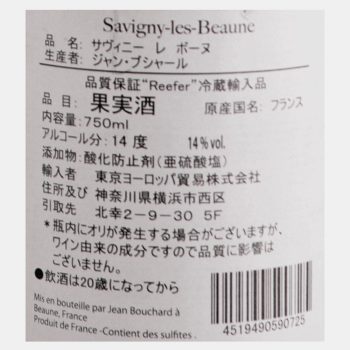 Savigny-les-Beaune
品 名： サヴィニー レ ボーヌ
生産者： ジャン・ブシャール
品質保証“Reefer”冷蔵輸入品
品 目： 果実酒 原産国名： フランス
内容量：750ml
アルコール分： 14 度 14%vol.
添加物：酸化防止剤（亜硫酸塩）
輸入者 東京ヨーロッパ貿易株式会社
住所及び 神奈川県横浜市西区
引取先 北幸2－9－30 5F
＊瓶内にオリが発生する場合がございますが、
ワイン由来の成分ですので品質に影響は
ございません。
●飲酒は20歳になってから
Mis en bouteille par Jean Bouchard à
Beaune, France
Produit de France -Contient des sulfites .
4519490590725